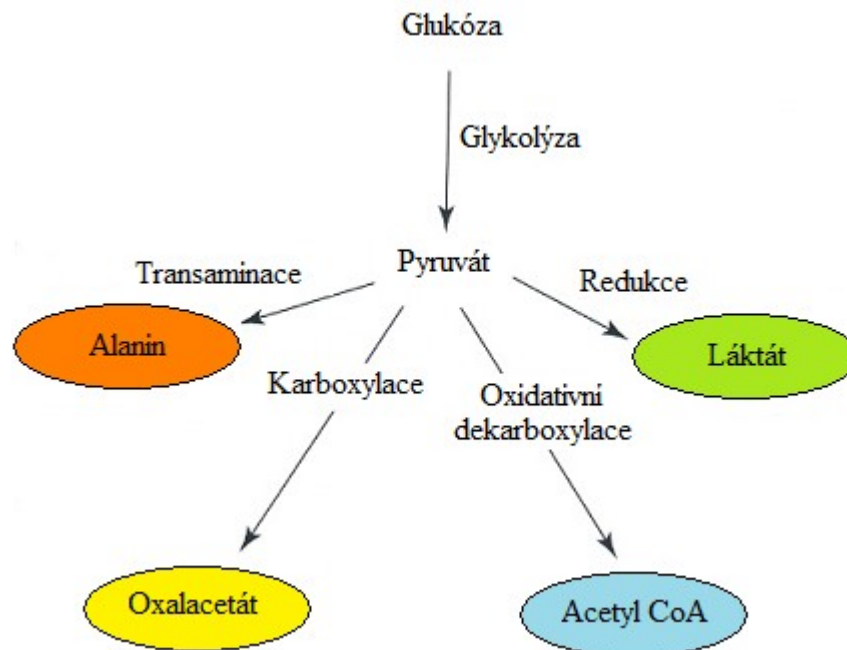 Glukóza
Glykolýza
Pyruvát
Transaminace
Redukce
Alanin
Láktát
Karboxylace
Oxidativní
dekarboxylace
Oxalacetát
Acetyl CoA